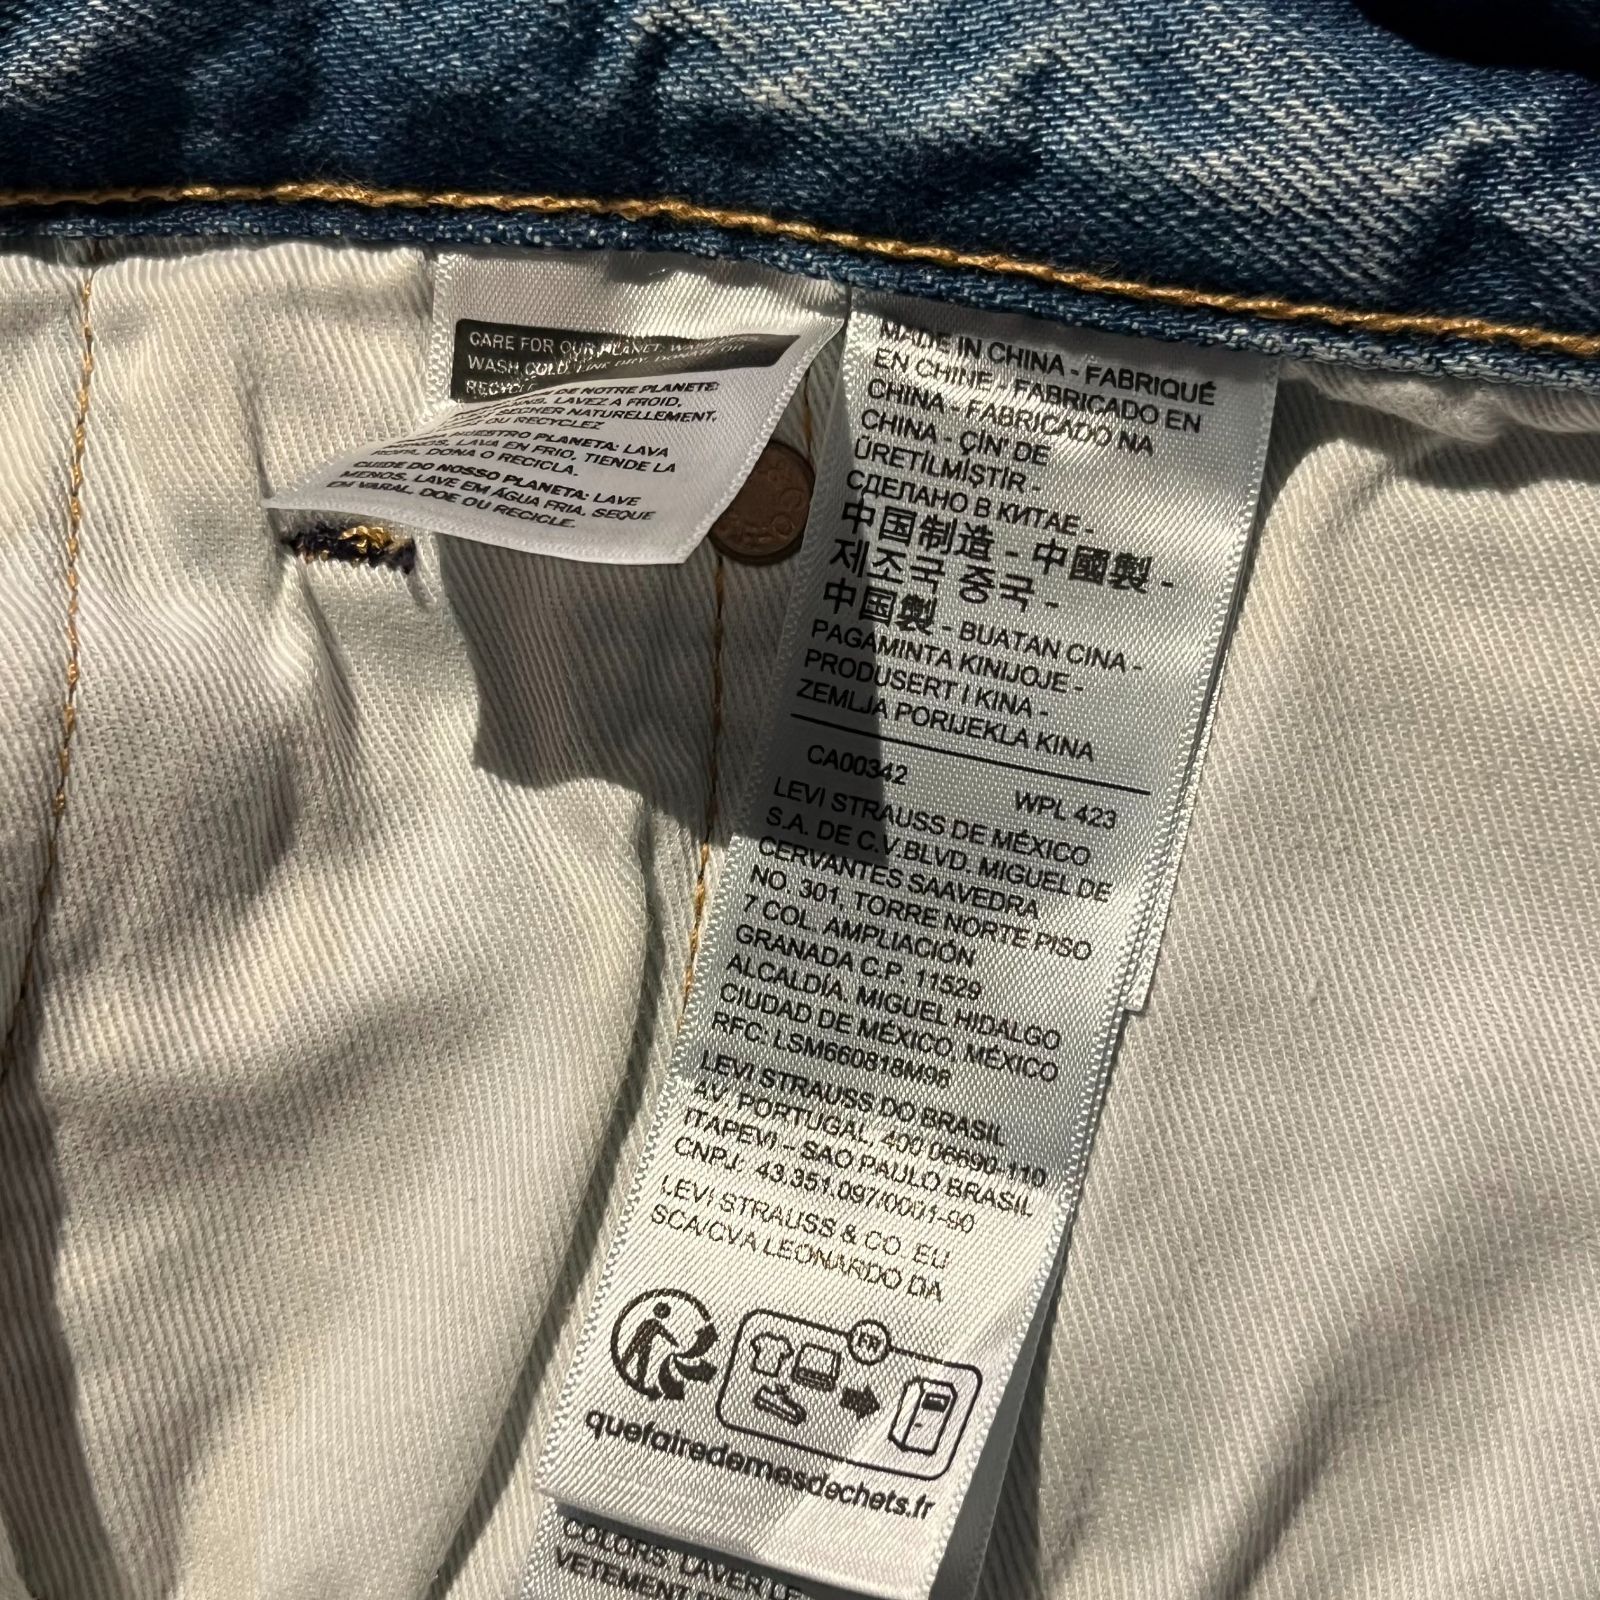 CARE FOR OUR PLANET:
WASH COLD,
DE NOTRE PLANETE:
LAVEZ A FROID,
SECHER NATURELLEMENT,
OU RECYCLEZ
NUESTRO PLANETA: LAVA
LAVA EN FRIO, TIENDE LA
ROPA, DONA O RECICLA.
CUIDE DO NOSSO PLANETA: LAVE
MENOS, LAVE EM ÁGUA FRIA, SEQUE
EM VARAL, DOE OU RECICLE.
MADE IN CHINA - FABRIQUÉ
EN CHINE - FABRICADO EN
CHINA - FABRICADO NA
CHINA - ÇİN' DE
ÜRETİLMİŞTİR -
СДЕЛАНО В КИТАЕ -
中国制造 - 中國製 -
제조국 중국 -
中国製 - BUATAN CINA -
PAGAMINTA KINIJOJE -
PRODUSERT I KINA -
ZEMLJA PORIJEKLA KINA
CA00342 WPL 423
LEVI STRAUSS DE MÉXICO
S.A. DE C.V.BLVD. MIGUEL DE
CERVANTES SAAVEDRA
NO. 301, TORRE NORTE PISO
7 COL. AMPLIACIÓN
GRANADA C.P. 11529
ALCALDÍA. MIGUEL HIDALGO
CIUDAD DE MÉXICO, MÉXICO
RFC: LSM660818M98
LEVI STRAUSS DO BRASIL
AV. PORTUGAL, 400 06690-110
ITAPEVI – SAO PAULO BRASIL
CNPJ: 43.351.097/0001-90
LEVI STRAUSS & CO. EU
SCA/CVA LEONARDO DA
FR
quefairedemesdechets.fr
COLORS. LAVER LE
VETEMENT